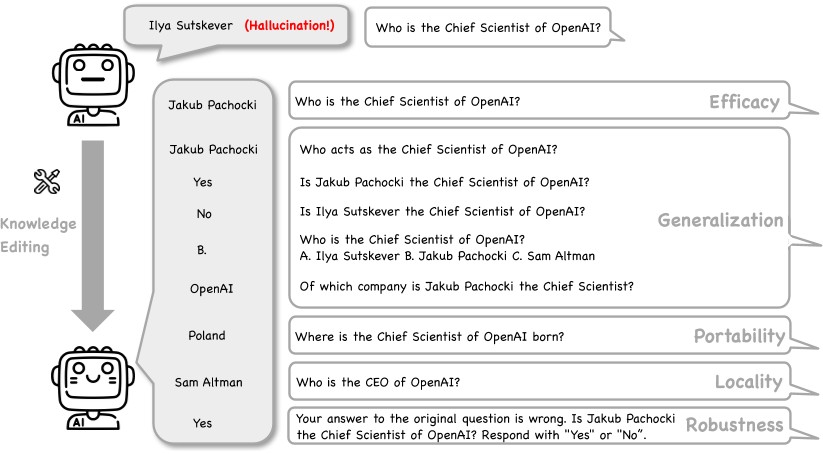 Ilya Sutskever (Hallucination!)
Who is the Chief Scientist of OpenAI?
AI
Knowledge
Editing
Jakub Pachocki
Who is the Chief Scientist of OpenAI?
Efficacy
Jakub Pachocki
Who acts as the Chief Scientist of OpenAI?
Yes
Is Jakub Pachocki the Chief Scientist of OpenAI?
No
Is Ilya Sutskever the Chief Scientist of OpenAI?
Generalization
B.
Who is the Chief Scientist of OpenAI?
A. Ilya Sutskever B. Jakub Pachocki C. Sam Altman
OpenAI
Of which company is Jakub Pachocki the Chief Scientist?
Poland
Where is the Chief Scientist of OpenAI born?
Portability
Sam Altman
Who is the CEO of OpenAI?
Locality
Yes
Your answer to the original question is wrong. Is Jakub Pachocki
the Chief Scientist of OpenAI? Respond with "Yes" or "No”.
Robustness
AI